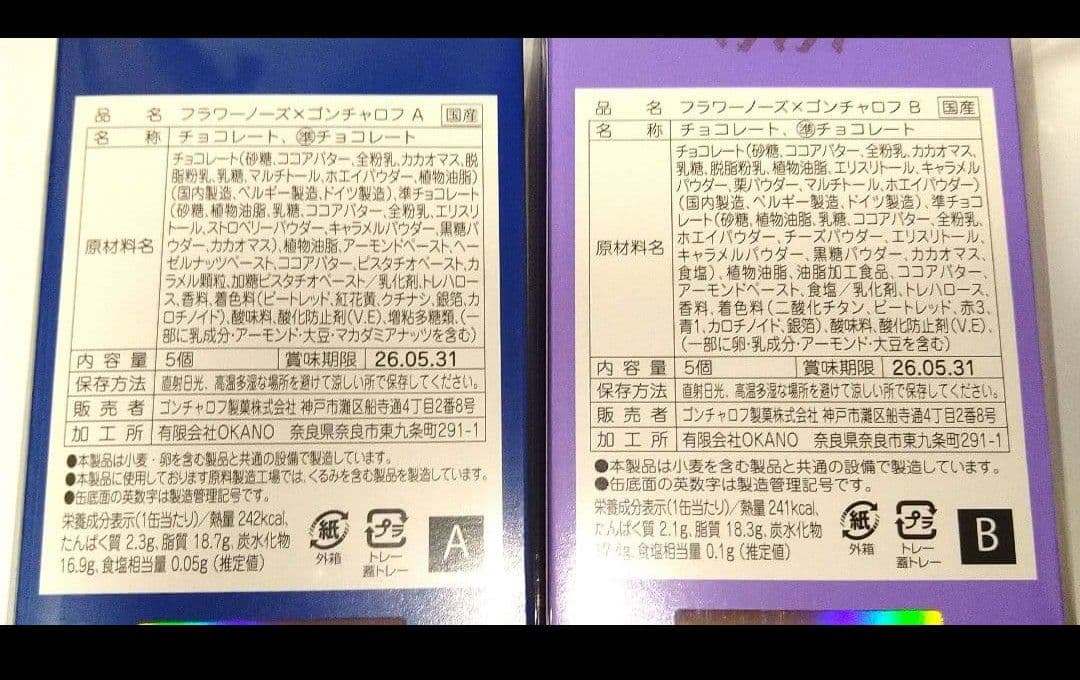 品名 フラワーノーズ×ゴンチャロフ A 国産
名称 チョコレート、㊟チョコレート
原材料名
チョコレート(砂糖、ココアバター、全粉乳、カカオマス、脱
脂粉乳、乳糖、マルチトール、ホエイパウダー、植物油脂)
(国内製造、ベルギー製造、ドイツ製造)、準チョコレート
(砂糖、植物油脂、乳糖、ココアバター、全粉乳、エリスリ
トール、ストロベリーパウダー、キャラメルパウダー、黒糖パ
ウダー、カカオマス)、植物油脂、アーモンドペースト、ヘー
ゼルナッツペースト、ココアバター、ピスタチオペースト、カ
ラメル顆粒、加糖ピスタチオペースト/乳化剤、トレハロー
ス、香料、着色料(ビートレッド、紅花黄、クチナシ、銀箔、カ
ロチノイド)、酸味料、酸化防止剤(V.E)、増粘多糖類、(一
部に乳成分・アーモンド・大豆・マカダミアナッツを含む)
内容量 5個 賞味期限 26.05.31
保存方法 直射日光、高温多湿な場所を避けて涼しい所で保存してください。
販売者 ゴンチャロフ製菓株式会社 神戸市灘区船寺通4丁目2番8号
加工所 有限会社OKANO 奈良県奈良市東九条町291-1
●本製品は小麦・卵を含む製品と共通の設備で製造しています。
●本製品に使用しております原料製造工場では、くるみを含む製品を製造しています。
●缶底面の英数字は製造管理記号です。
栄養成分表示(1缶当たり)/熱量 242kcal、
たんぱく質 2.3g、脂質 18.7g、炭水化物
16.9g、食塩相当量 0.05g (推定値)
紙
外箱
プラ
トレー
蓋トレー
A
品名 フラワーノーズ×ゴンチャロフ B 国産
名称 チョコレート、準チョコレート
原材料名
チョコレート(砂糖、ココアバター、全粉乳、カカオマス、
乳糖、脱脂粉乳、植物油脂、エリスリトール、キャラメル
パウダー、栗パウダー、マルチトール、ホエイパウダー)
(国内製造、ベルギー製造、ドイツ製造)、準チョコ
レート(砂糖、植物油脂、乳糖、ココアバター、全粉乳、
ホエイパウダー、チーズパウダー、エリスリトール、
キャラメルパウダー、黒糖パウダー、カカオマス、
食塩)、植物油脂、油脂加工食品、ココアバター、
アーモンドペースト、食塩/乳化剤、トレハロース、
香料、着色料(二酸化チタン、ビートレッド、赤3、
青1、カロチノイド、銀箔)、酸味料、酸化防止剤(V.E)、
(一部に卵・乳成分・アーモンド・大豆を含む)
内容量 5個 賞味期限 26.05.31
保存方法 直射日光、高温多湿な場所を避けて涼しい所で保存してください。
販売者 ゴンチャロフ製菓株式会社 神戸市灘区船寺通4丁目2番8号
加工所 有限会社OKANO 奈良県奈良市東九条町291-1
●本製品は小麦を含む製品と共通の設備で製造しています。
●缶底面の英数字は製造管理記号です。
栄養成分表示(1缶当たり)/熱量 241kcal、
たんぱく質 2.1g、脂質 18.3g、炭水化物
食塩相当量 0.1g (推定値)
紙
外箱
プラ
トレー
蓋トレー
B